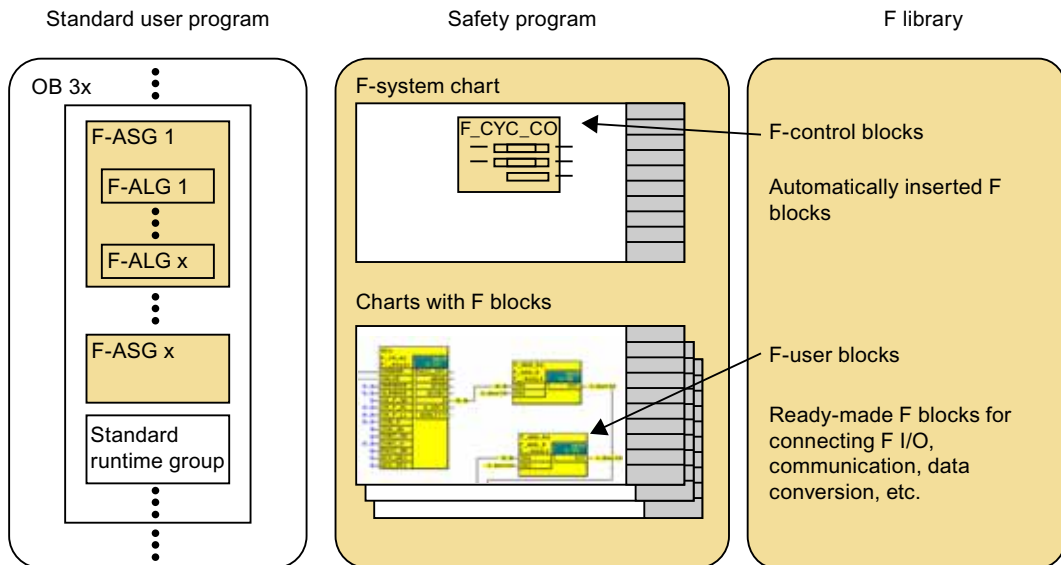 Standard user program
Safety program
F library
OB 3x
F-ASG 1
F-ALG 1
F-ALG x
F-ASG x
Standard
runtime group
F-system chart
F_CYC_CO
Charts with F blocks
F-control blocks
Automatically inserted F
blocks
F-user blocks
Ready-made F blocks for
connecting F I/O,
communication, data
conversion, etc.